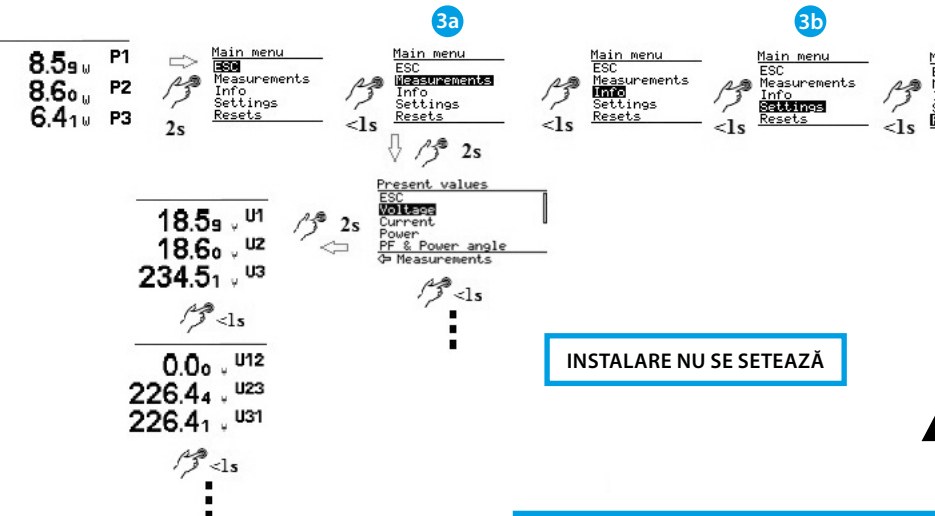 3a
3b
8.59 W P1
8.60 W P2
6.41 W P3
2s
Main menu
ESC
Measurements
Info
Settings
Resets
<1s
Main menu
ESC
Measurements
Info
Settings
Resets
<1s
Main menu
ESC
Measurements
Info
Settings
Resets
<1s
Main menu
ESC
Measurements
Info
Settings
Resets
<1s
2s
Present values
ESC
Voltage
Current
Power
PF & Power angle
⇦ Measurements
2s
<1s
18.59 V U1
18.60 V U2
234.51 V U3
<1s
0.00 V U12
226.44 V U23
226.41 V U31
<1s
INSTALARE NU SE SETEAZĂ